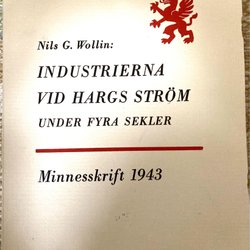 Nils G. Wollin:
INDUSTRIERNA
VID HARGS STRÖM
UNDER FYRA SEKLER
Minnesskrift 1943